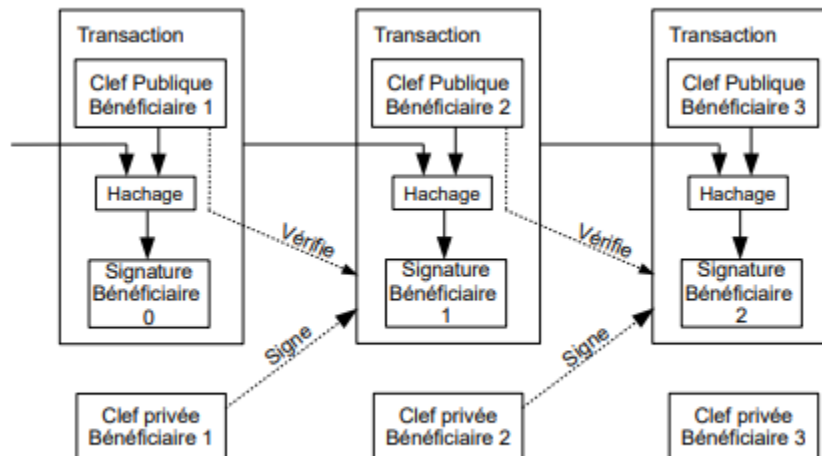 Transaction
Clef Publique
Bénéficiaire 1
Hachage
Signature
Bénéficiaire
0
Vérifie
Signe
Clef privée
Bénéficiaire 1
Transaction
Clef Publique
Bénéficiaire 2
Hachage
Signature
Bénéficiaire
1
Vérifie
Signe
Clef privée
Bénéficiaire 2
Transaction
Clef Publique
Bénéficiaire 3
Hachage
Signature
Bénéficiaire
2
Clef privée
Bénéficiaire 3